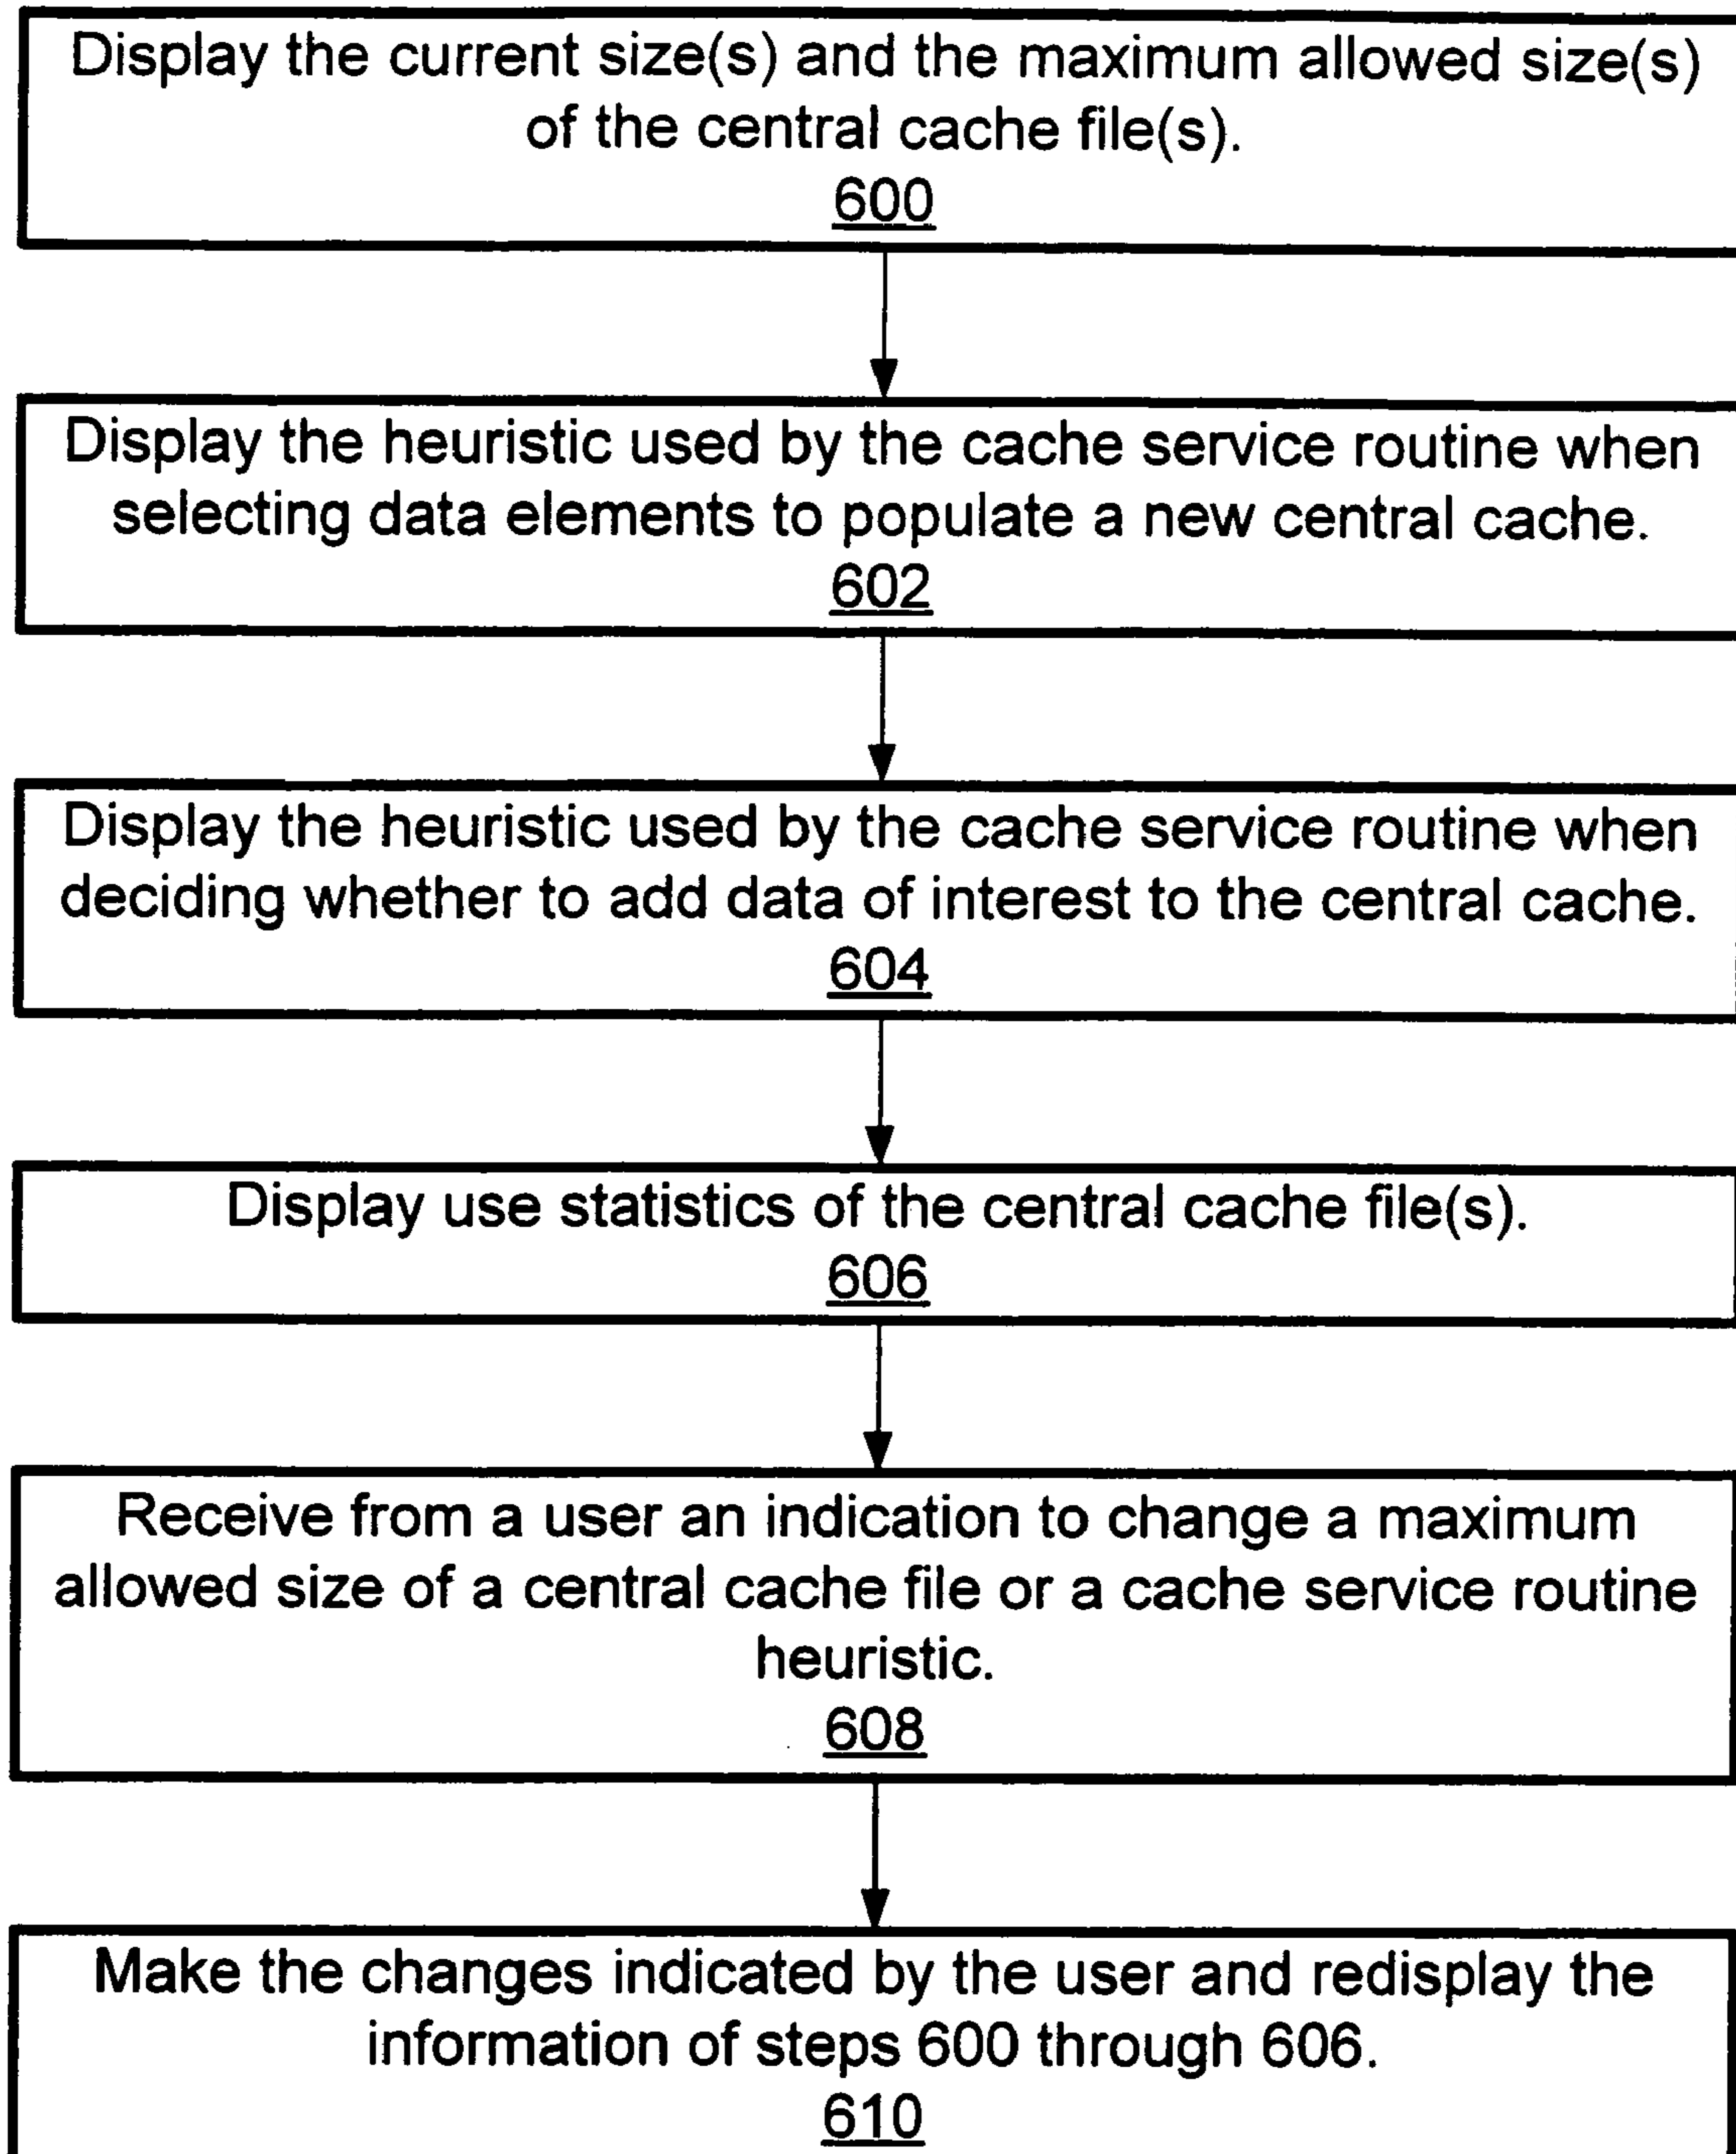 Display the current size(s) and the maximum allowed size(s)
of the central cache file(s).
600
Display the heuristic used by the cache service routine when
selecting data elements to populate a new central cache.
602
Display the heuristic used by the cache service routine when
deciding whether to add data of interest to the central cache.
604
Display use statistics of the central cache file(s).
606
Receive from a user an indication to change a maximum
allowed size of a central cache file or a cache service routine
heuristic.
608
Make the changes indicated by the user and redisplay the
information of steps 600 through 606.
610